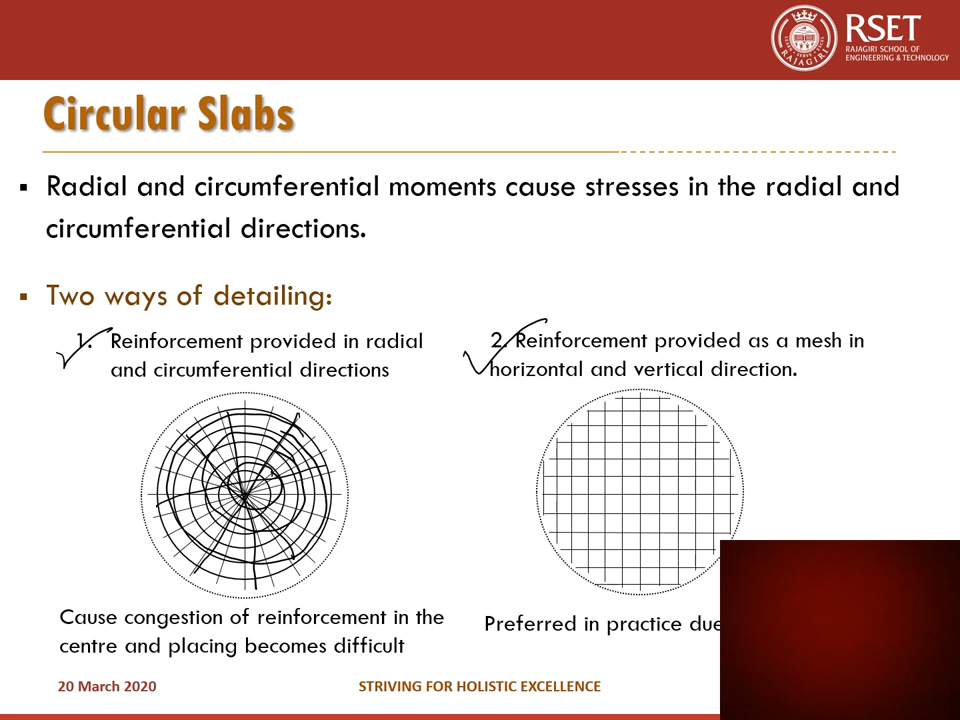 RSET
RAJAGIRI SCHOOL OF
ENGINEERING & TECHNOLOGY
RAJAGIRI
Circular Slabs
▪ Radial and circumferential moments cause stresses in the radial and
circumferential directions.
▪ Two ways of detailing:
1. Reinforcement provided in radial
and circumferential directions
2. Reinforcement provided as a mesh in
horizontal and vertical direction.
Cause congestion of reinforcement in the
centre and placing becomes difficult
Preferred in practice due
20 March 2020
STRIVING FOR HOLISTIC EXCELLENCE